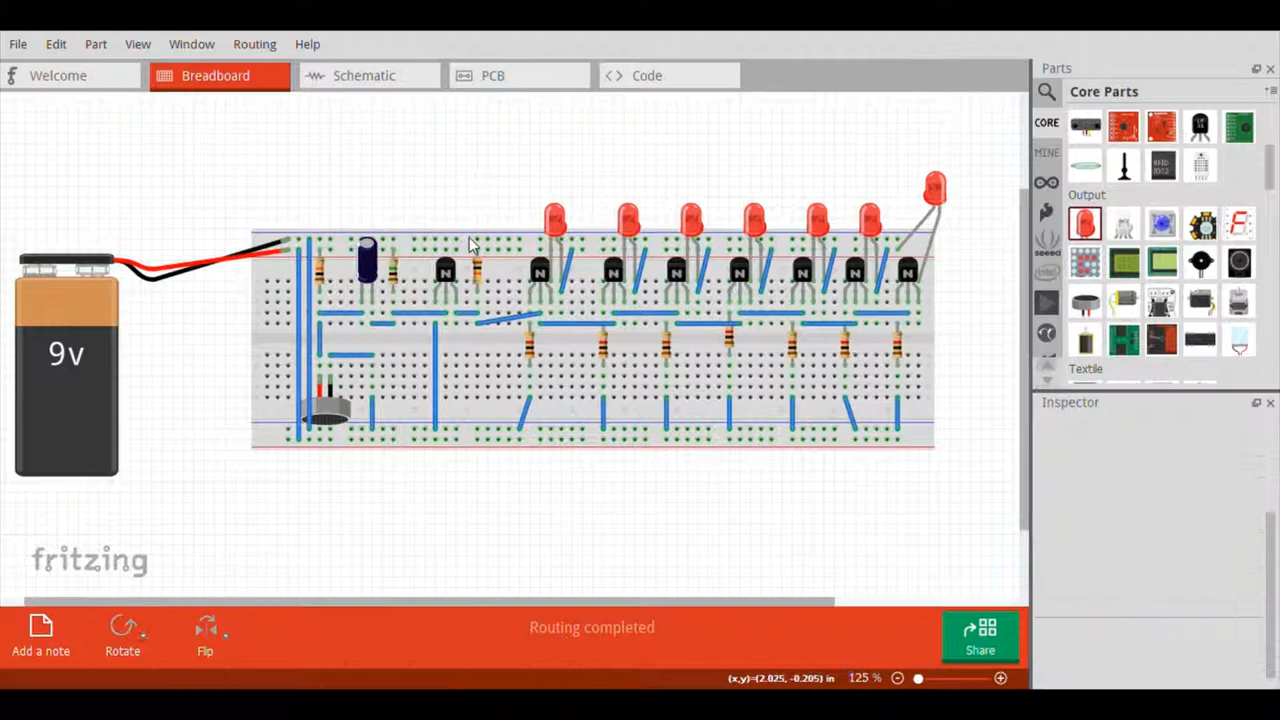 File Edit Part View Window Routing Help
Parts
f Welcome Breadboard Schematic PCB <> Code
Core Parts
CORE
MINE
Output
9v
N N N N N N N N
Textile
Inspector
fritzing
Add a note Rotate Flip
Routing completed
Share
(x,y)=(2.025, -0.205) in 125 %